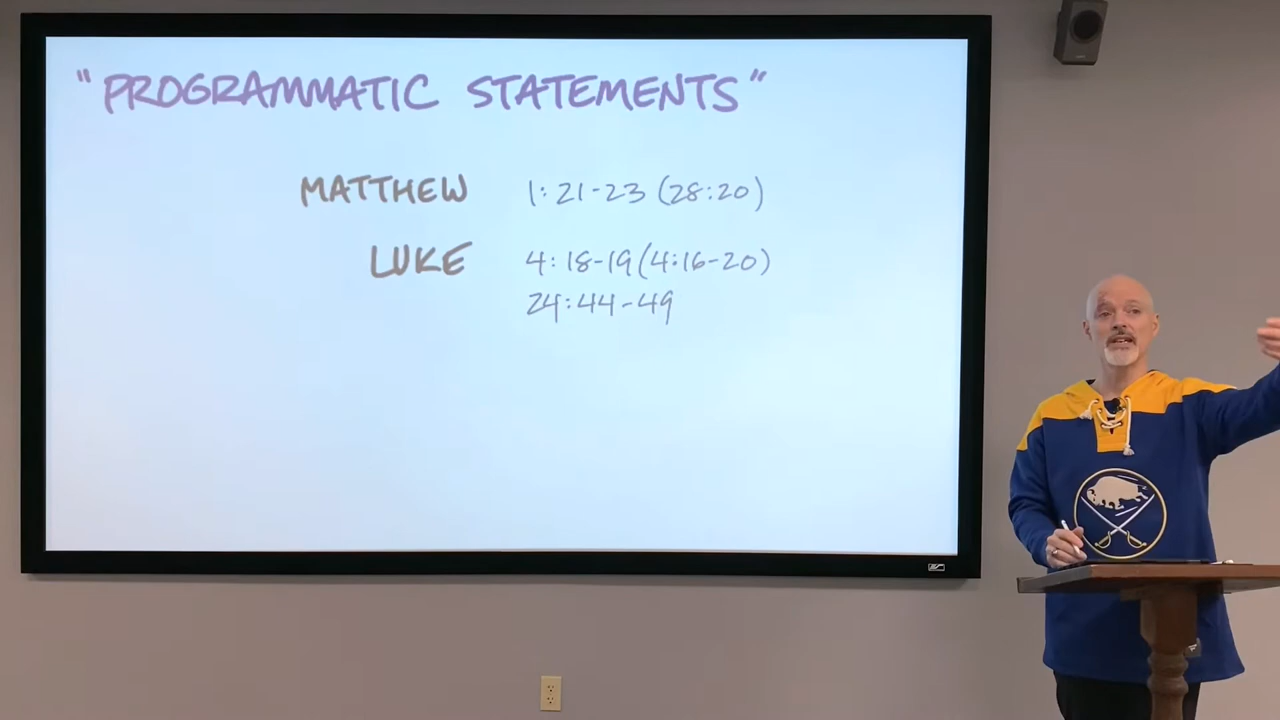 "PROGRAMMATIC STATEMENTS"
MATTHEW 1:21-23 (28:20)
LUKE 4:18-19 (4:16-20)
24:44-49